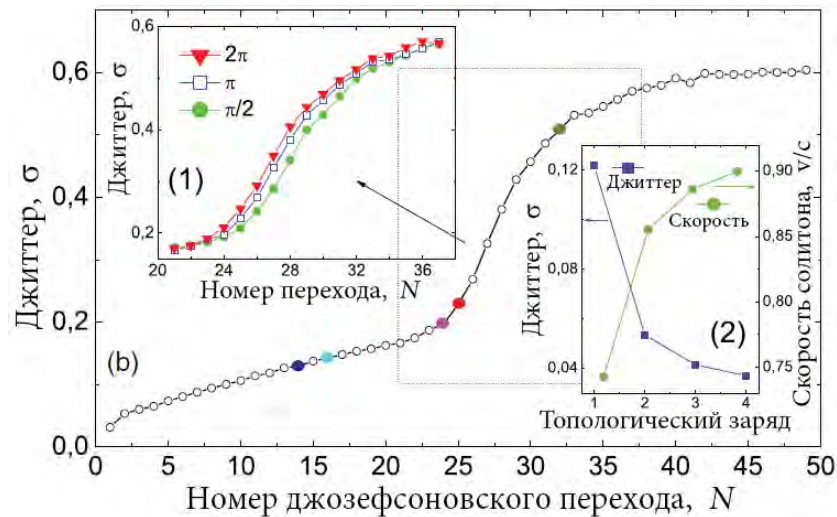 Джиттер, σ
0,6
0,4
0,2
0,0
(b)
0 5 10 15 20 25 30 35 40 45 50
Номер джозефсоновского перехода, N
Джиттер, σ
0,6
0,4
0,2
2π
π
π/2
(1)
20 24 28 32 36
Номер перехода, N
Джиттер, σ
0,12
0,08
0,04
Джиттер
Скорость
(2)
0,90
0,85
0,80
0,75
Скорость солитона, v/c
1 2 3 4
Топологический заряд